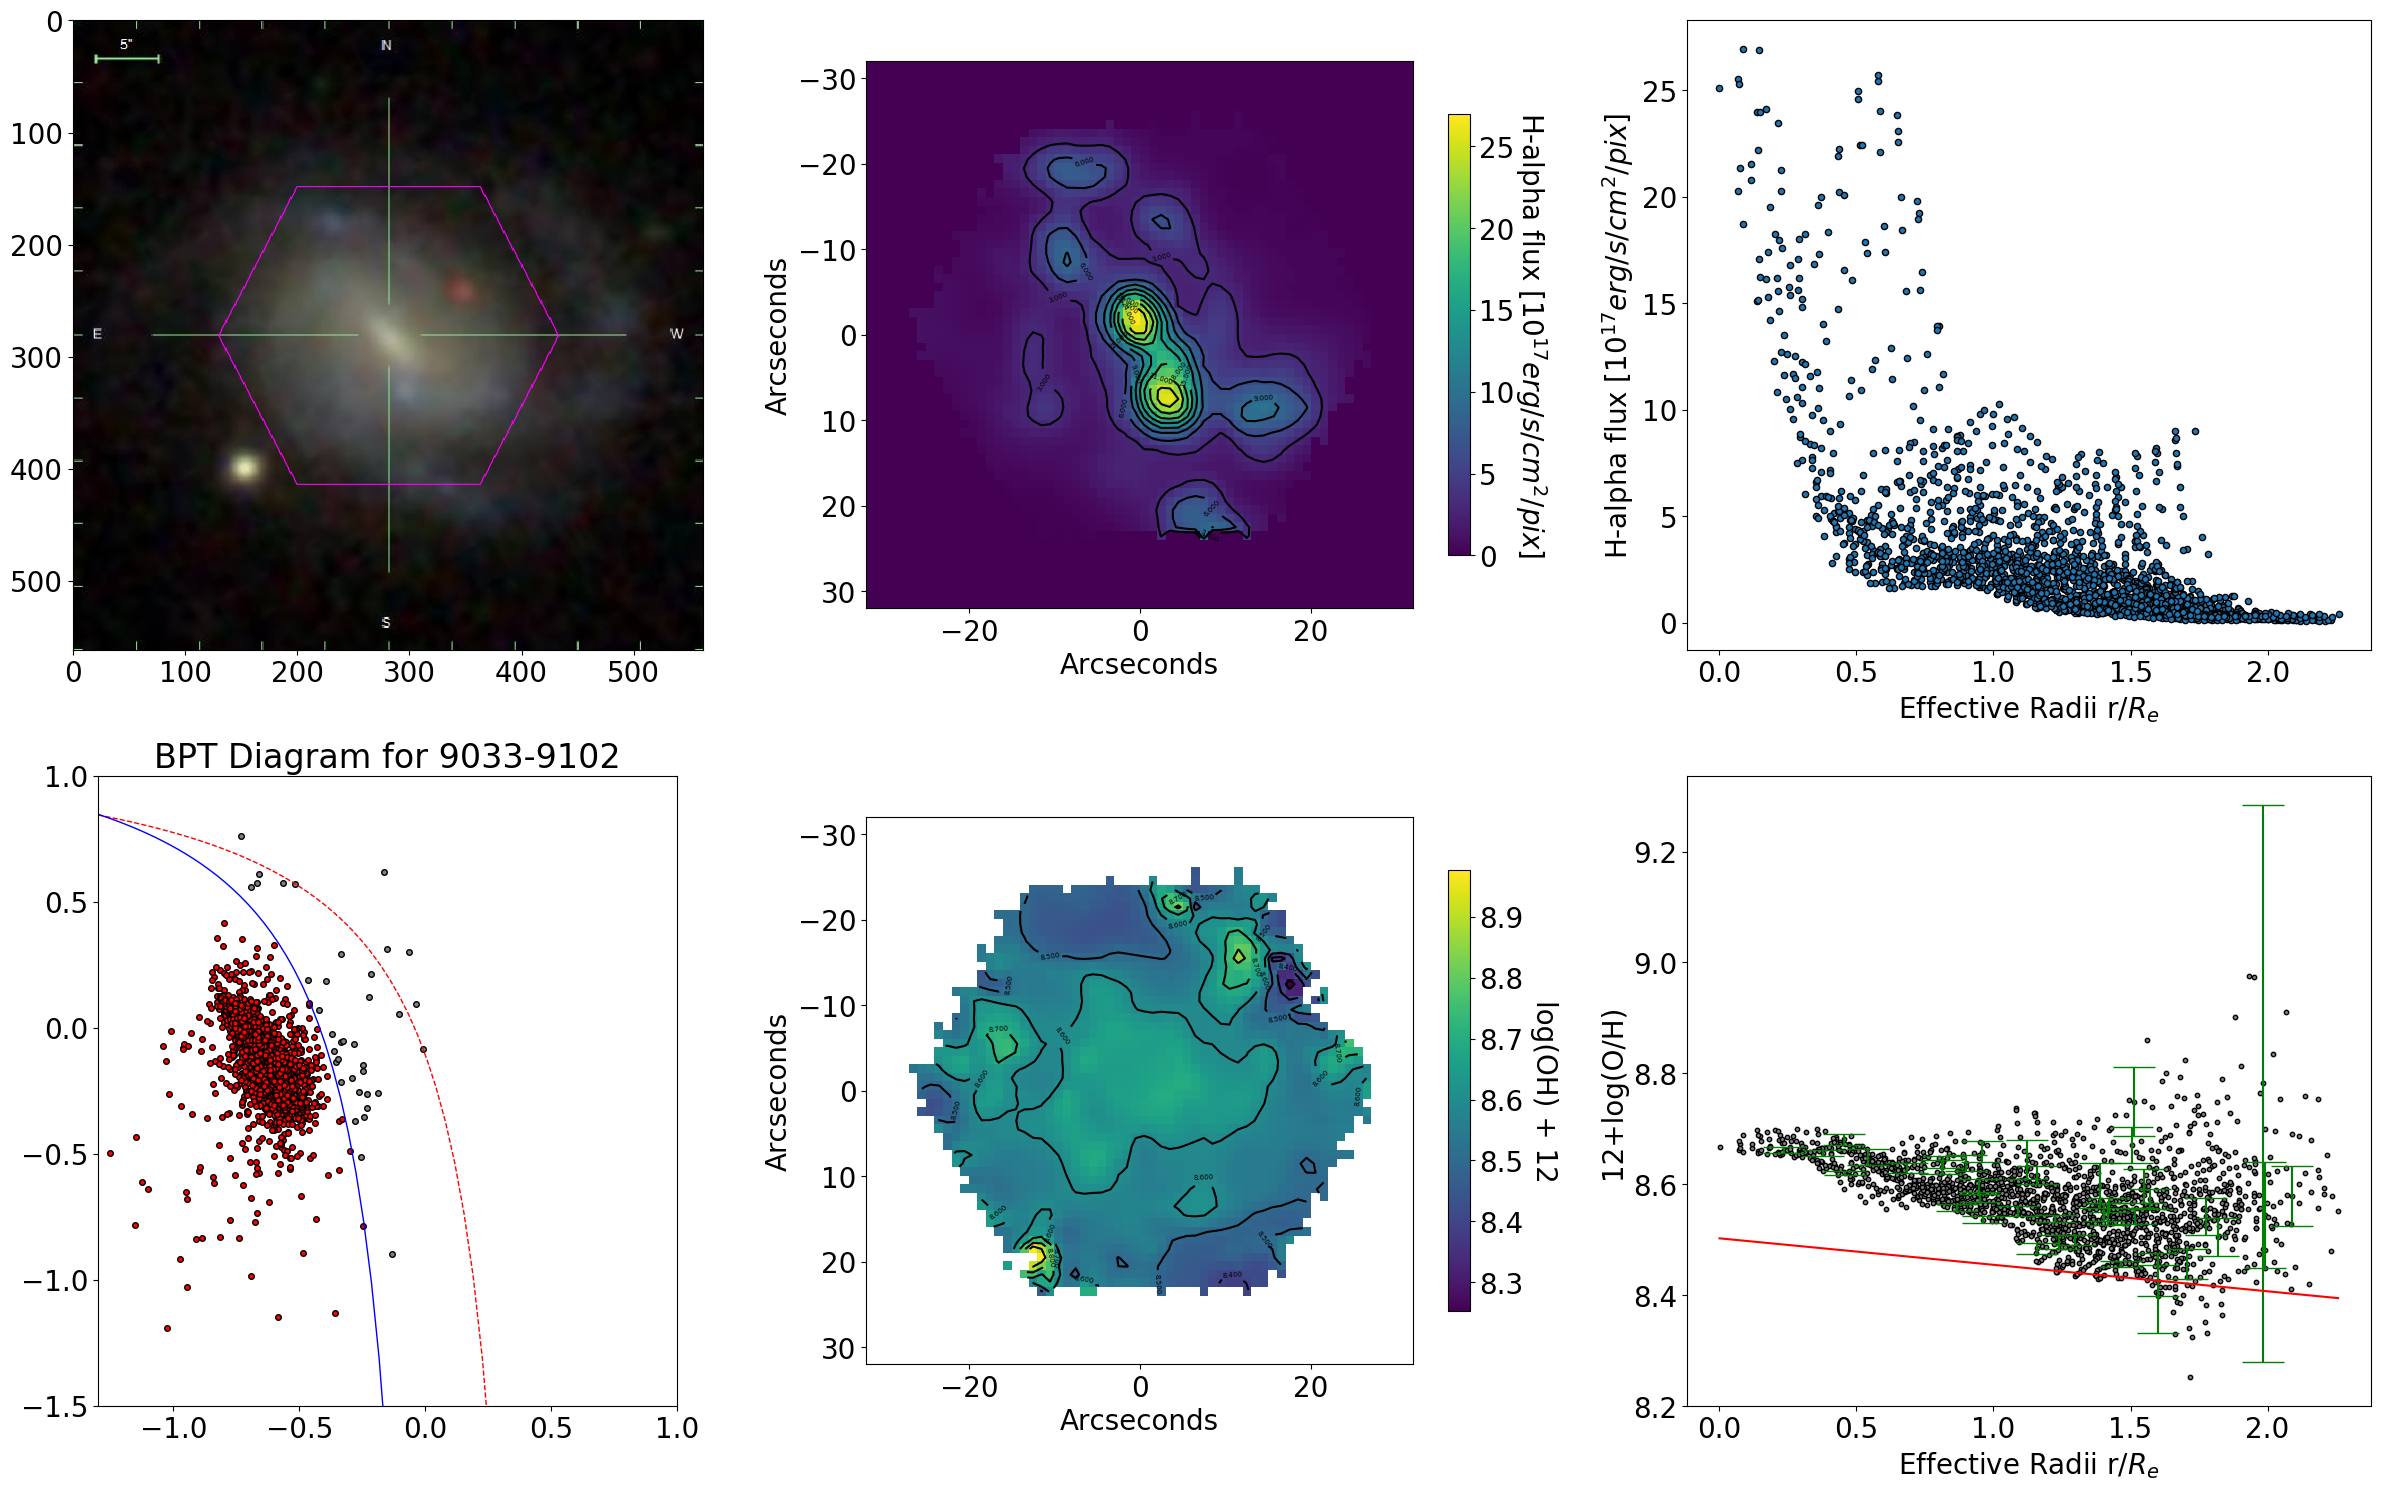 0
100
200
300
400
500
5"
N
E
W
S
0 100 200 300 400 500
−30
−20
−10
0
10
20
30
Arcseconds
−20 0 20
Arcseconds
25
20
15
10
5
0
H-alpha flux [10^17 erg/s/cm^2/pix]
H-alpha flux [10^17 erg/s/cm^2/pix]
25
20
15
10
5
0
0.0 0.5 1.0 1.5 2.0
Effective Radii r/R_e
BPT Diagram for 9033-9102
1.0
0.5
0.0
−0.5
−1.0
−1.5
−1.0 −0.5 0.0 0.5 1.0
−30
−20
−10
0
10
20
30
Arcseconds
−20 0 20
Arcseconds
8.9
8.8
8.7
8.6
8.5
8.4
8.3
log(OH) + 12
12+log(O/H)
9.2
9.0
8.8
8.6
8.4
8.2
0.0 0.5 1.0 1.5 2.0
Effective Radii r/R_e